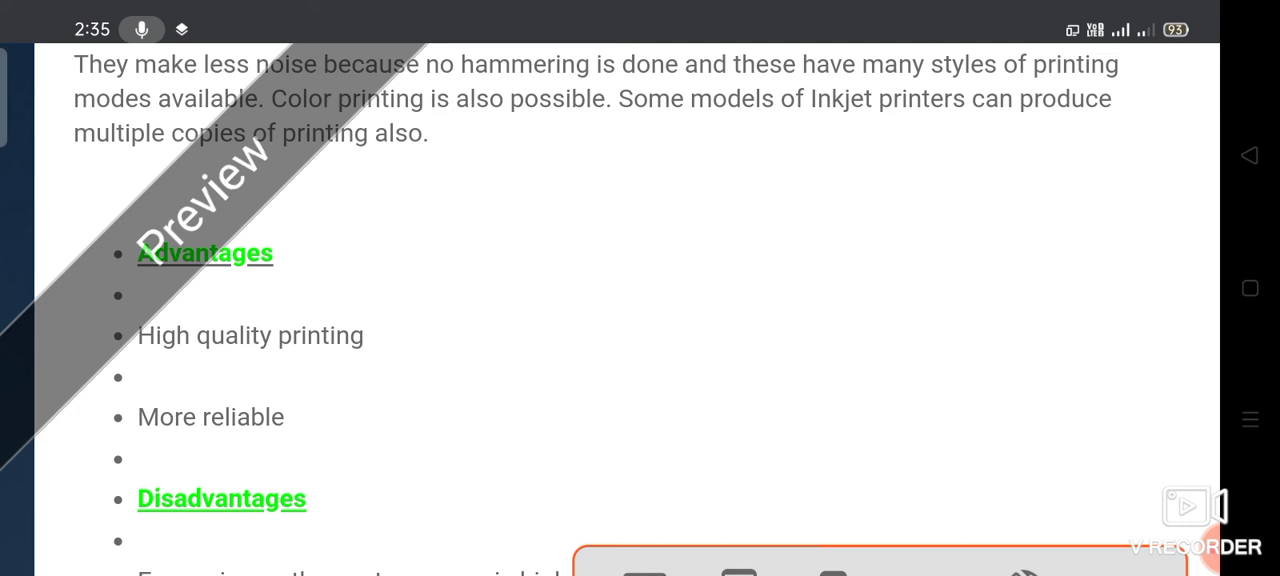 2:35
VoD LTE 93
They make less noise because no hammering is done and these have many styles of printing
modes available. Color printing is also possible. Some models of Inkjet printers can produce
multiple copies of printing also.
Preview
Advantages
High quality printing
More reliable
Disadvantages
V RECORDER